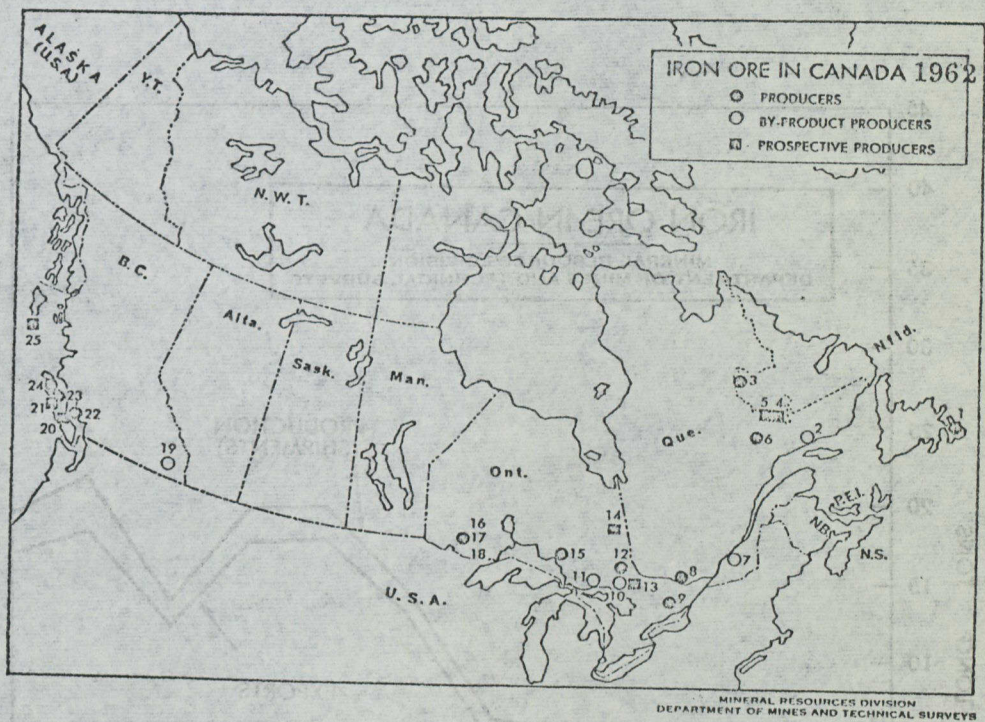 ALASKA
(U.S.A.)
Y.T.
N.W.T.
B.C.
Alta.
Sask.
Man.
Ont.
Que.
Nfld.
P.E.I.
N.B.
N.S.
U.S.A.
IRON ORE IN CANADA 1962
PRODUCERS
BY-PRODUCT PRODUCERS
PROSPECTIVE PRODUCERS
25
24
23
21
22
20
19
3
5 4
6
2
1
16
17
18
15
14
12
11
10
13
8
9
7
MINERAL RESOURCES DIVISION
DEPARTMENT OF MINES AND TECHNICAL SURVEYS